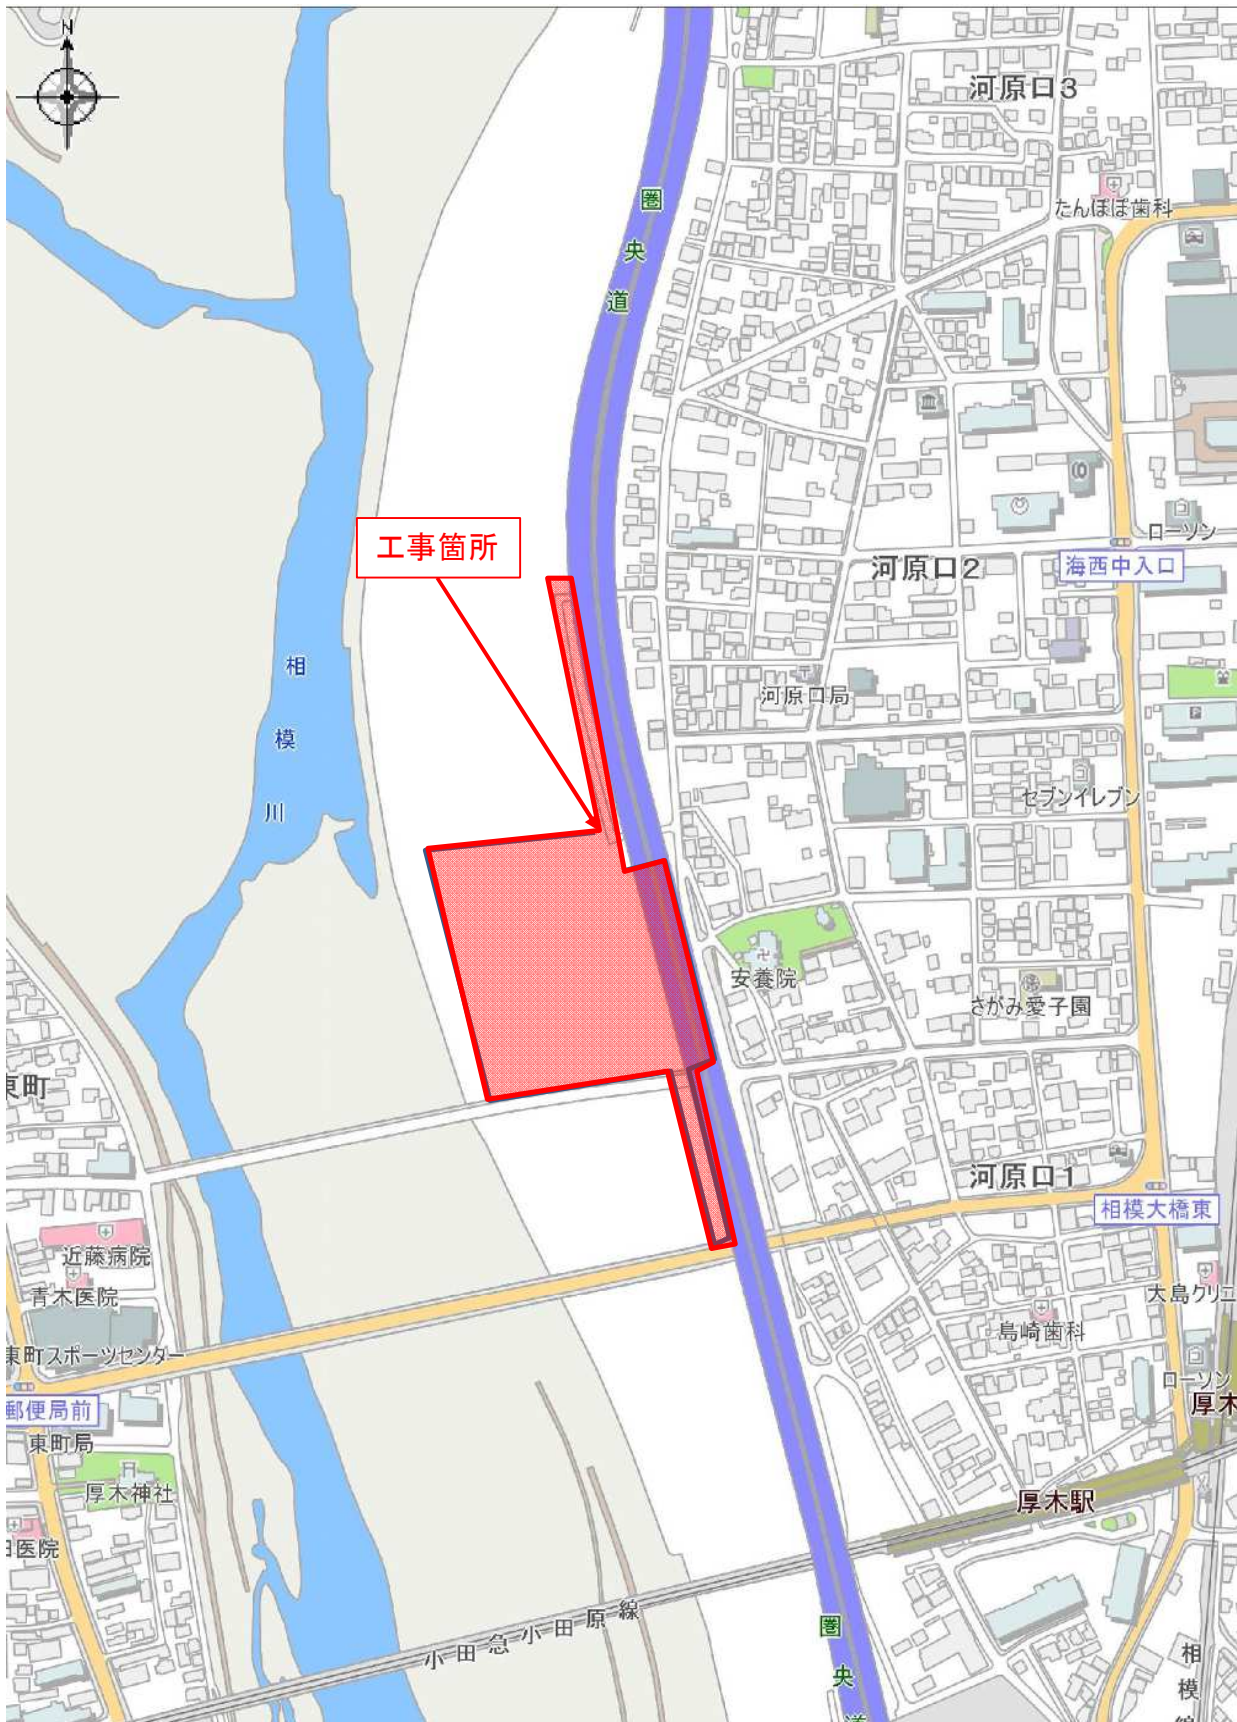 N
河原口3
たんぽぽ歯科
圏央道
ローソン
工事箇所
海西中入口
河原口2
相模川
河原口局
セブンイレブン
安養院
さがみ愛子園
東町
河原口1
相模大橋東
近藤病院
青木医院
大島クリニ
島崎歯科
東町スポーツセンター
ローソン
郵便局前
厚木
東町局
厚木神社
厚木駅
医院
小田急小田原線
圏央道
相模線